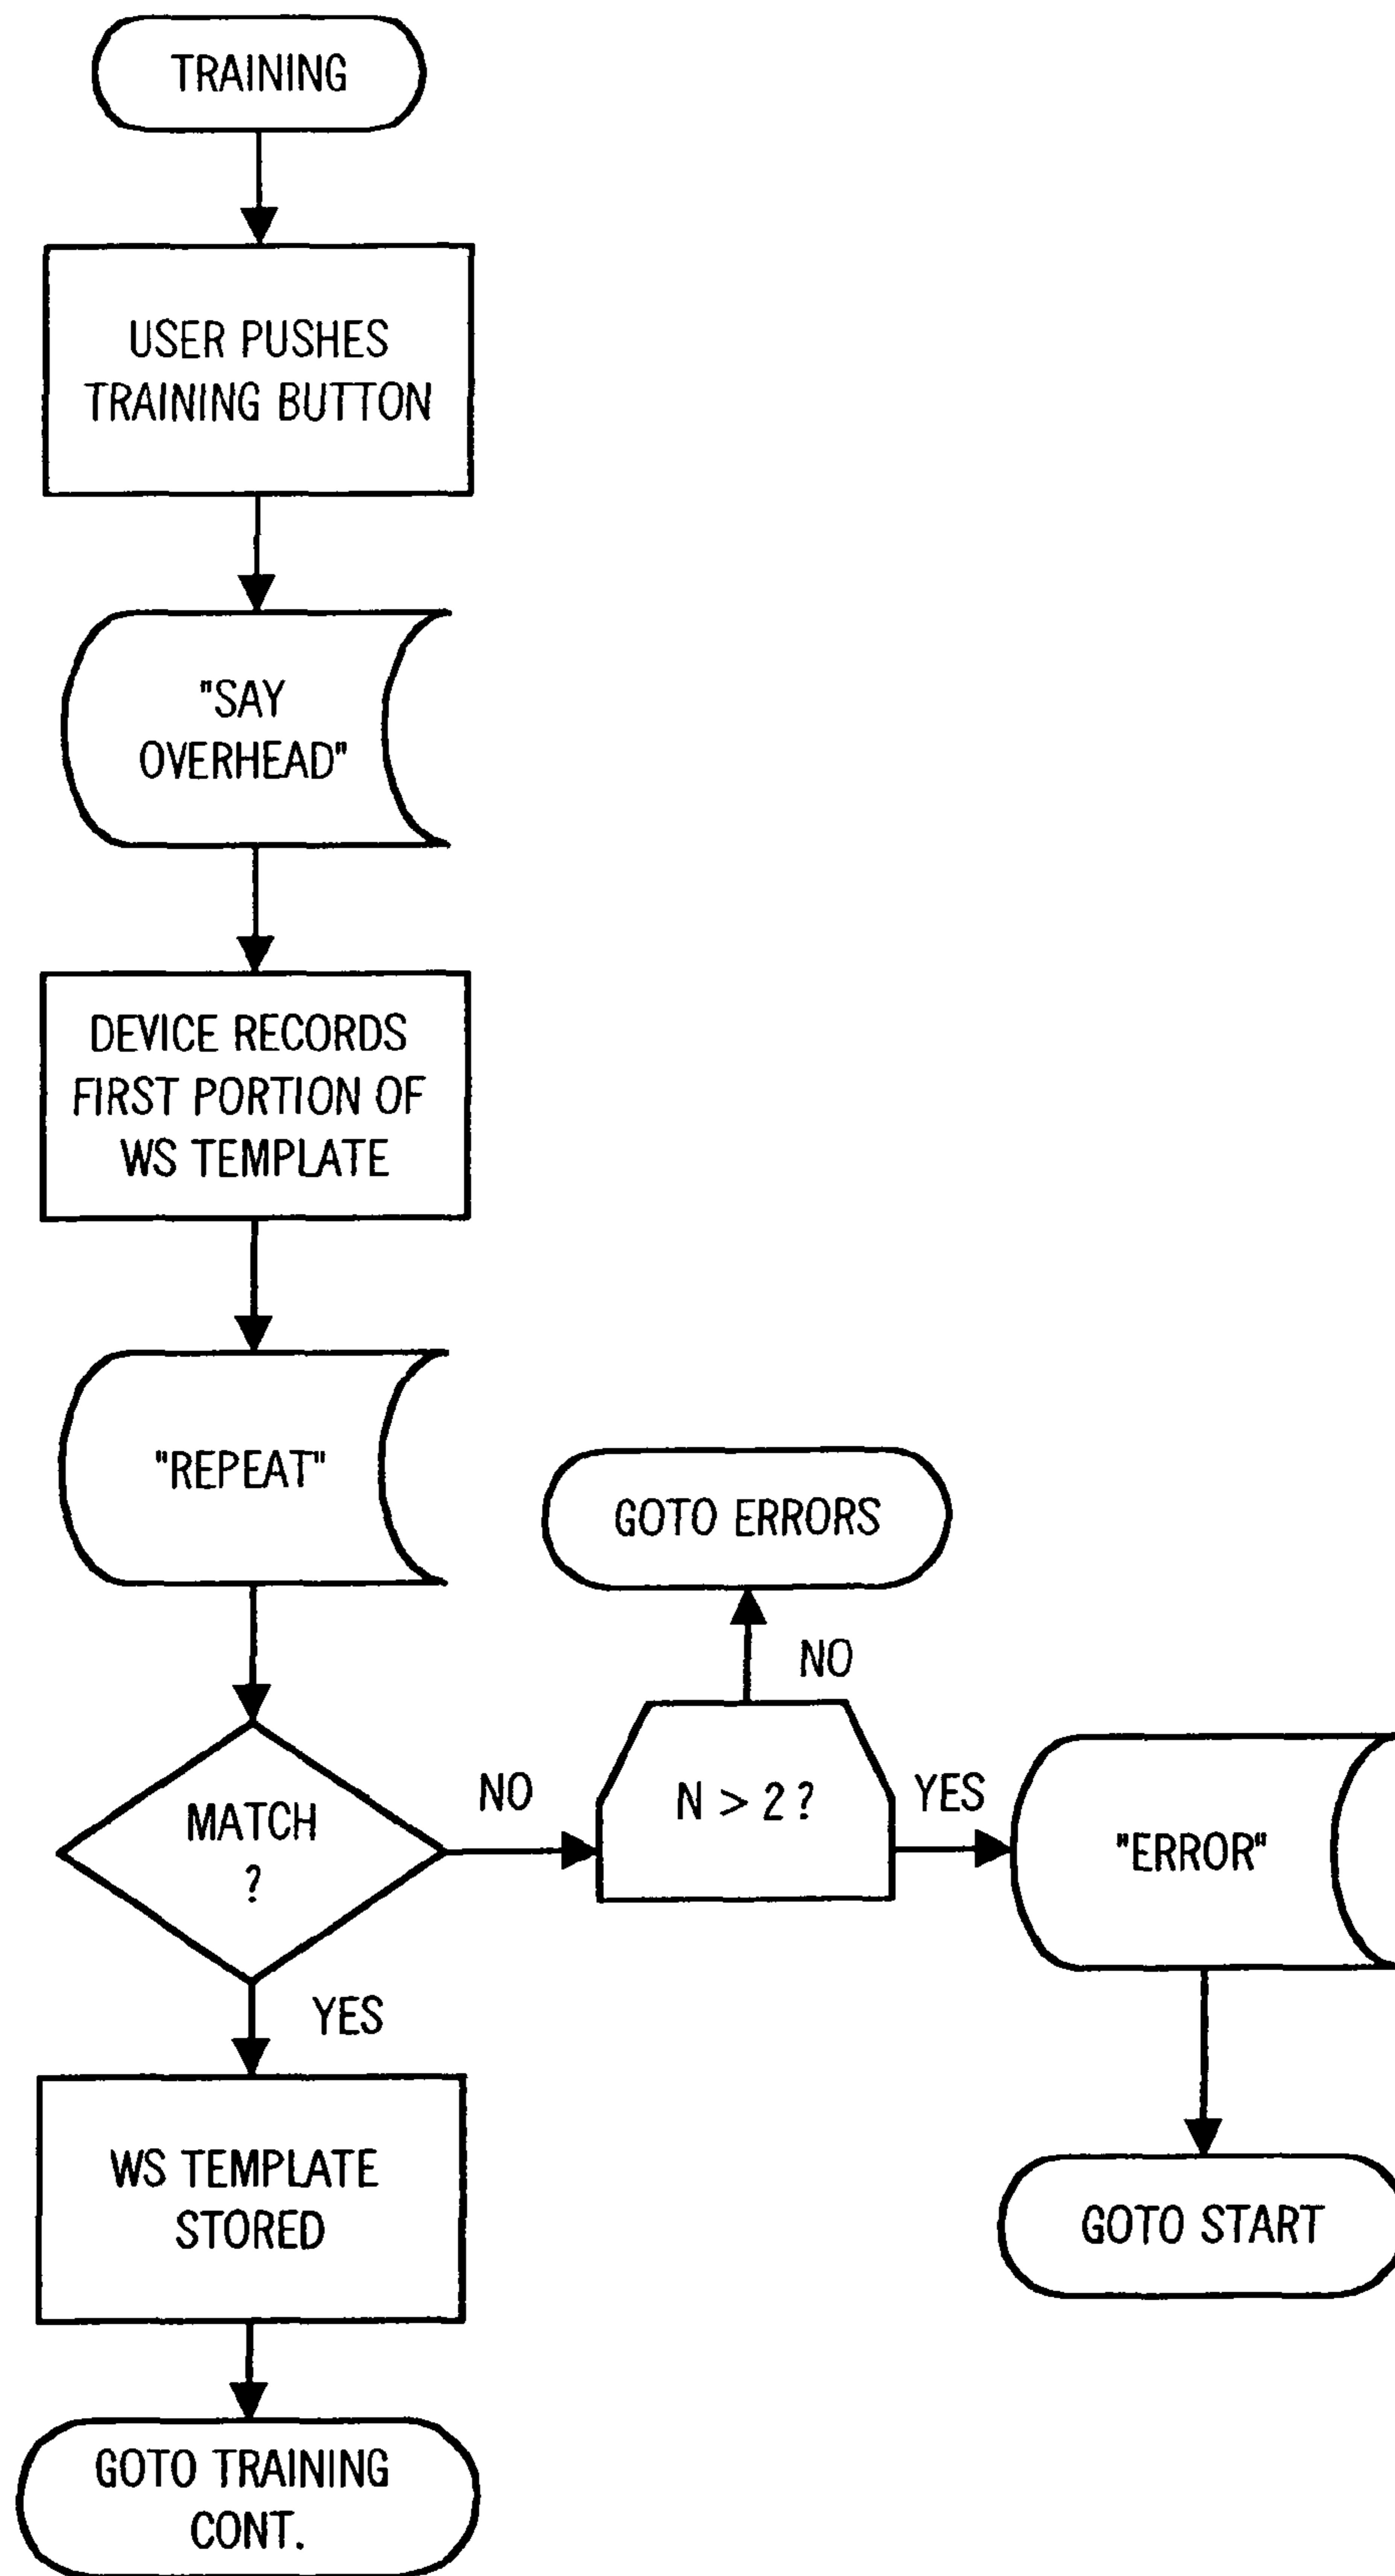 TRAINING
USER PUSHES
TRAINING BUTTON
"SAY
OVERHEAD"
DEVICE RECORDS
FIRST PORTION OF
WS TEMPLATE
"REPEAT"
GOTO ERRORS
NO
MATCH
?
NO
N > 2 ?
YES
"ERROR"
YES
WS TEMPLATE
STORED
GOTO START
GOTO TRAINING
CONT.